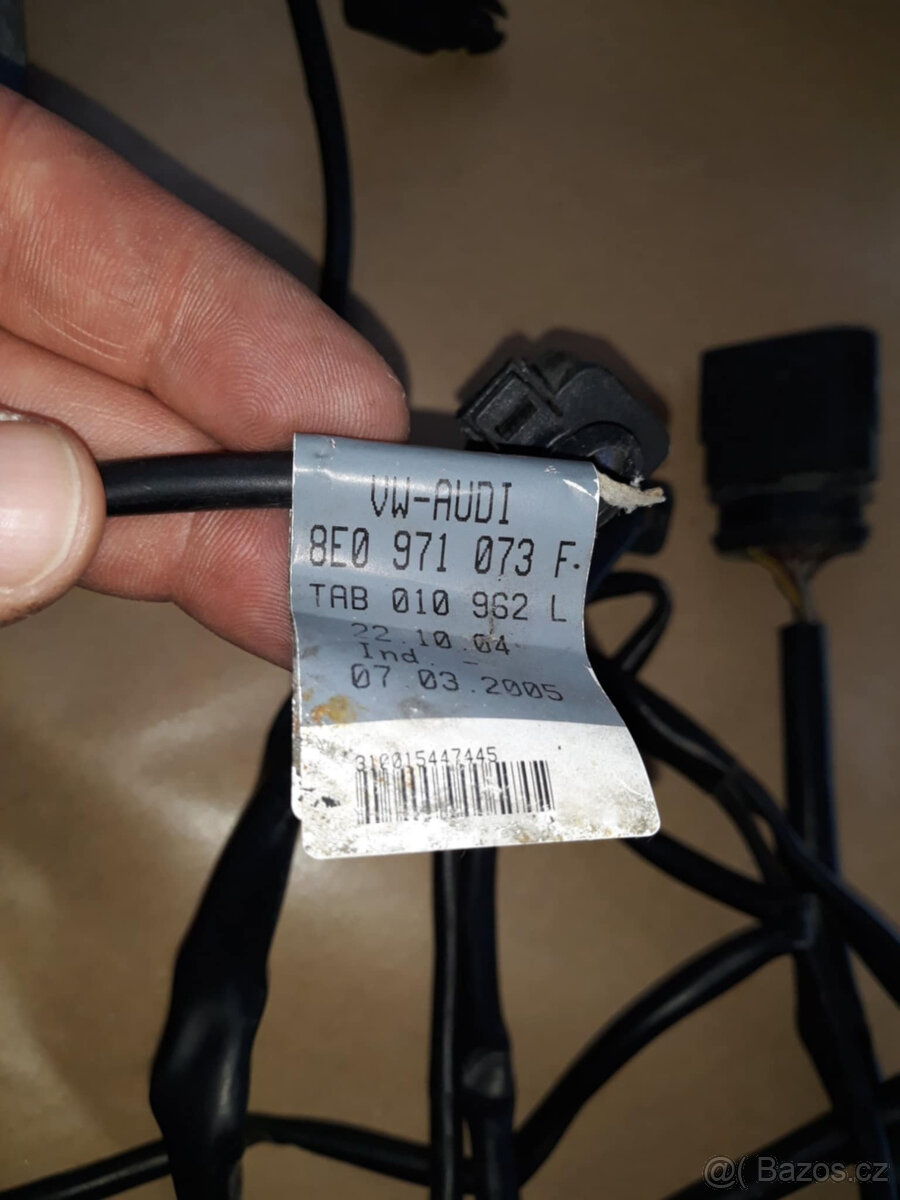 VW-AUDI
8E0 971 073 F.
TAB 010 962 L
22.10.04
Ind. -
07.03.2005
310015447445
@( Bazos.cz